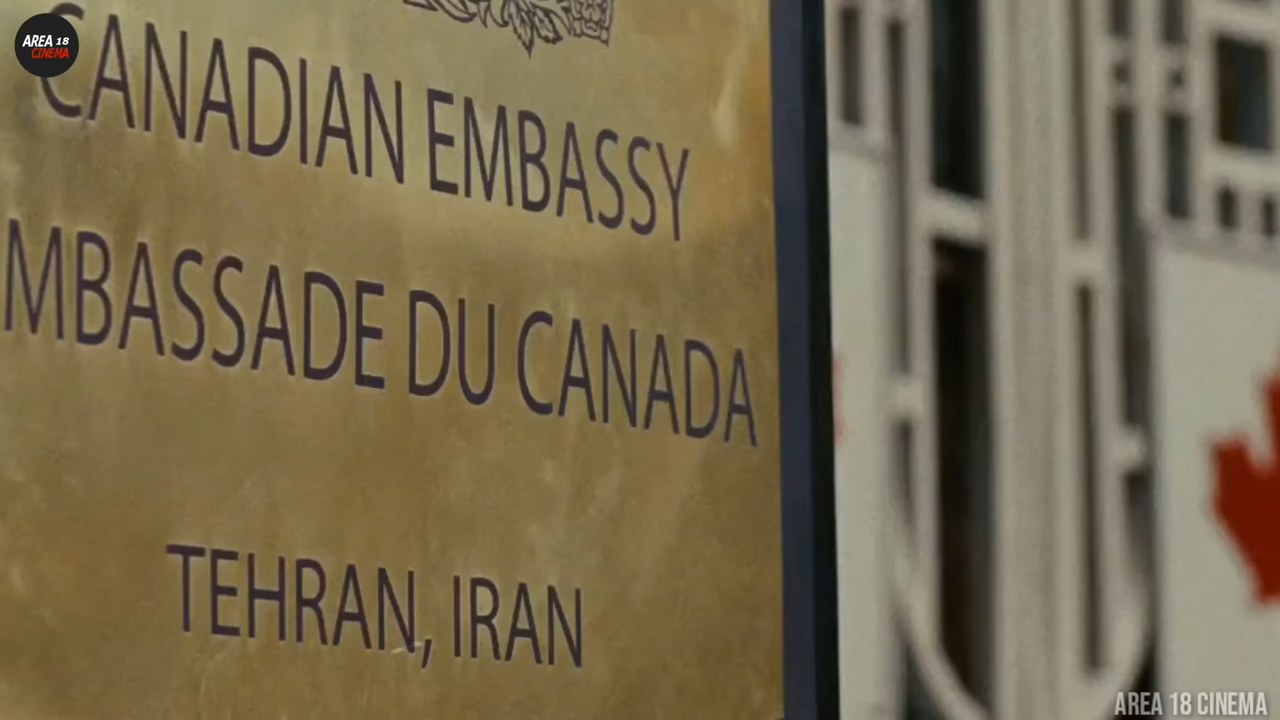 AREA 18
CINEMA
CANADIAN EMBASSY
MBASSADE DU CANADA
TEHRAN, IRAN
AREA 18 CINEMA